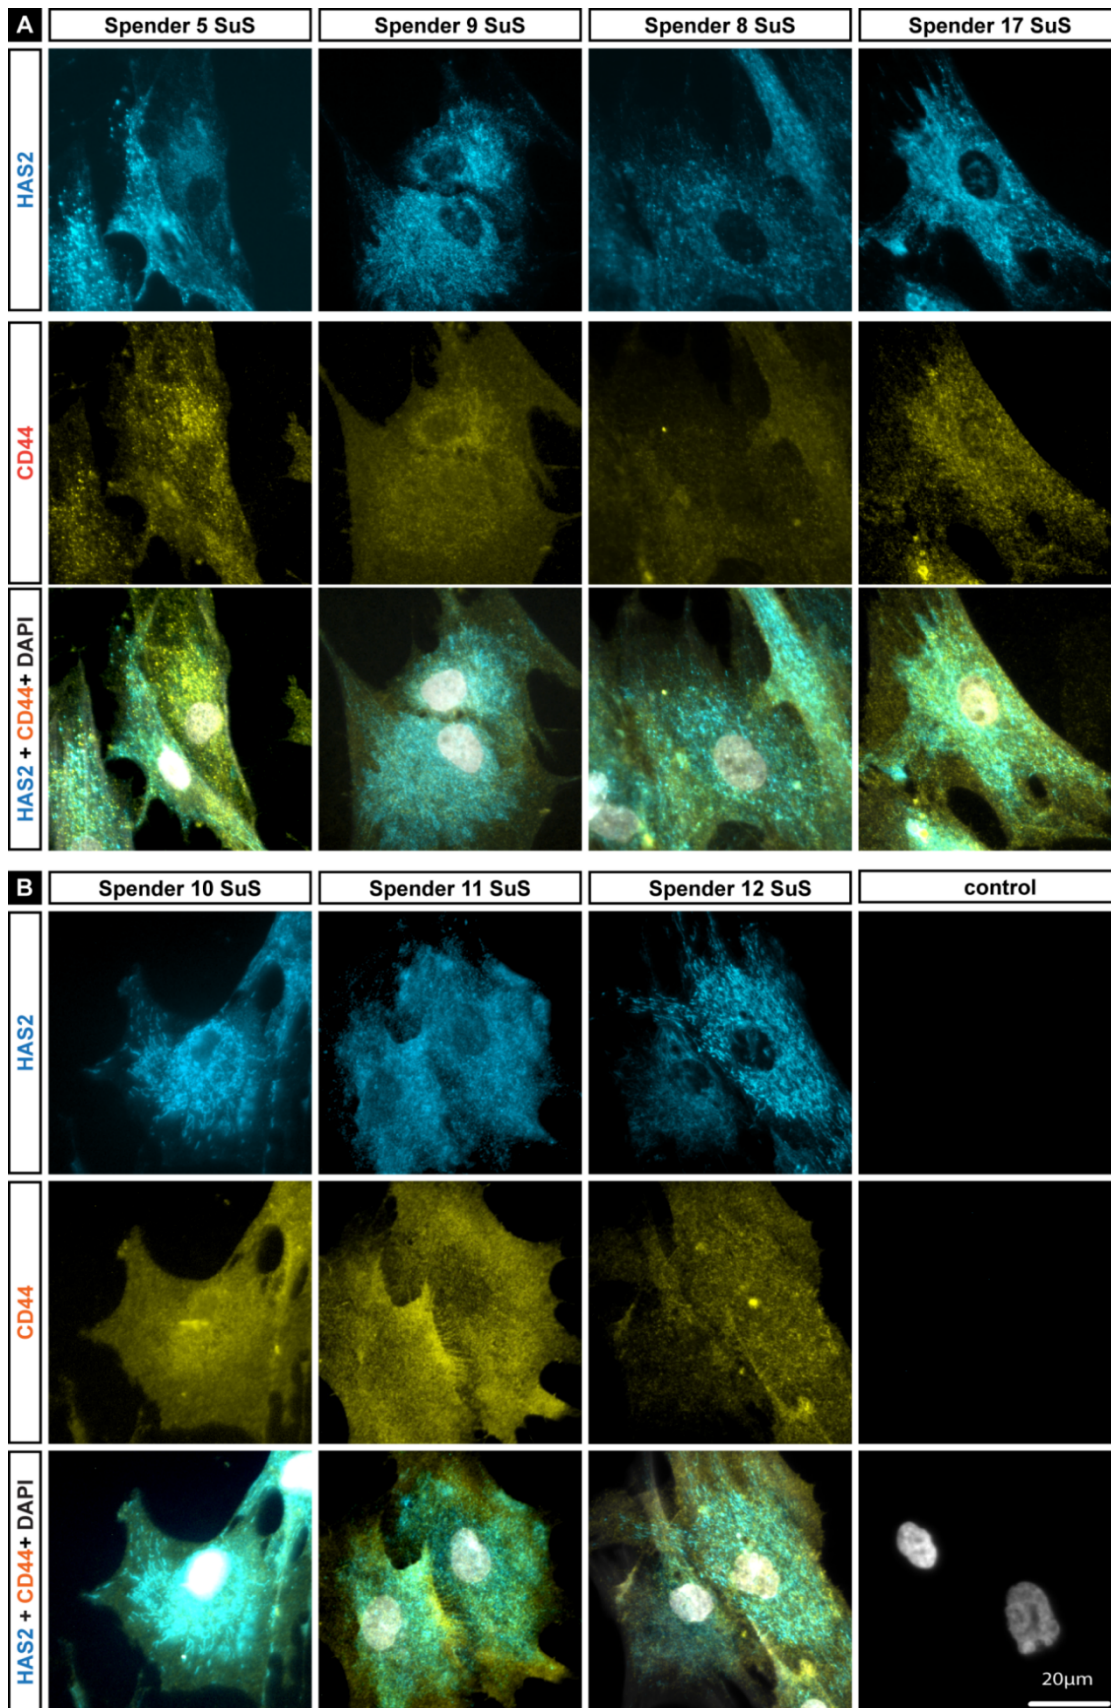 A
Spender 5 SuS
Spender 9 SuS
Spender 8 SuS
Spender 17 SuS
HAS2
CD44
HAS2 + CD44+ DAPI
B
Spender 10 SuS
Spender 11 SuS
Spender 12 SuS
control
HAS2
CD44
HAS2 + CD44+ DAPI
20µm